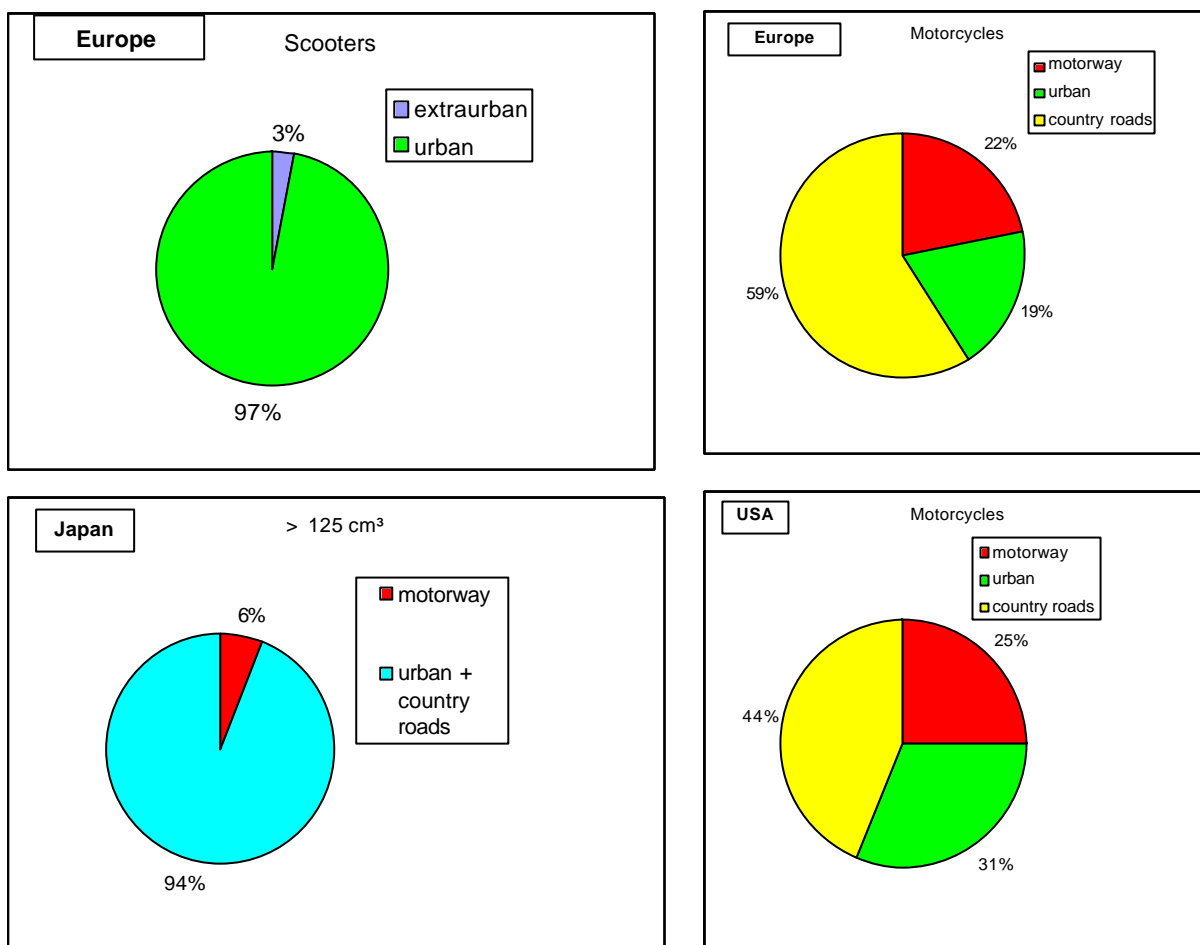 Europe
Scooters
extraurban
urban
3%
97%
Europe
Motorcycles
motorway
urban
country roads
22%
19%
59%
Japan
> 125 cm³
motorway
urban +
country
roads
6%
94%
USA
Motorcycles
motorway
urban
country roads
25%
44%
31%